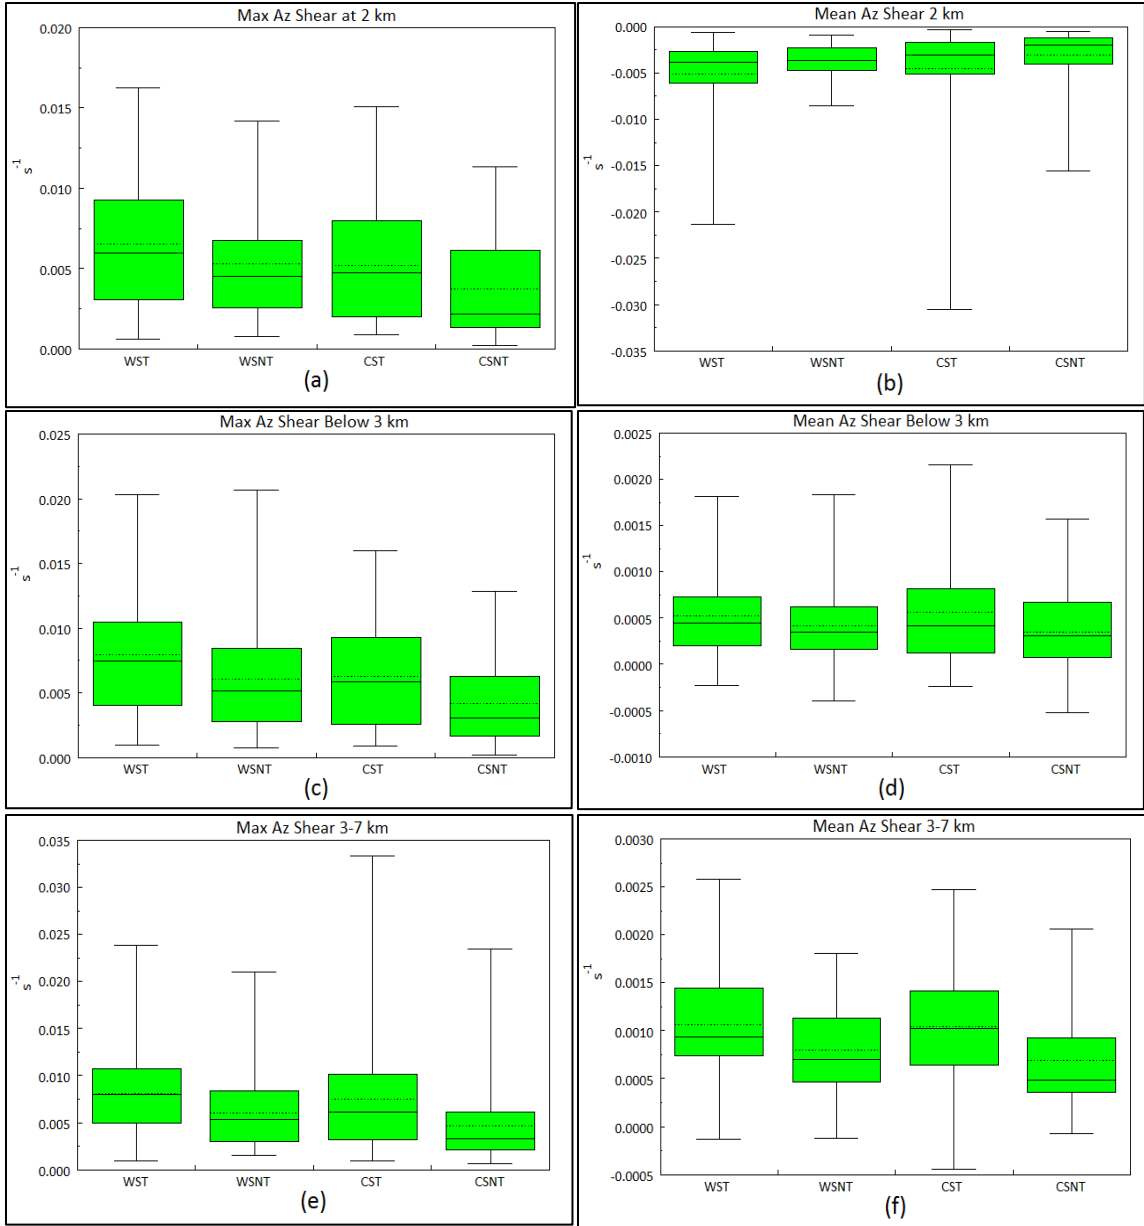 Max Az Shear at 2 km
0.020
0.015
0.010
0.005
0.000
s⁻¹
WST WSNT CST CSNT
(a)
Mean Az Shear 2 km
0.000
-0.005
-0.010
-0.015
-0.020
-0.025
-0.030
-0.035
s⁻¹
WST WSNT CST CSNT
(b)
Max Az Shear Below 3 km
0.025
0.020
0.015
0.010
0.005
0.000
s⁻¹
WST WSNT CST CSNT
(c)
Mean Az Shear Below 3 km
0.0025
0.0020
0.0015
0.0010
0.0005
0.0000
-0.0005
-0.0010
s⁻¹
WST WSNT CST CSNT
(d)
Max Az Shear 3-7 km
0.035
0.030
0.025
0.020
0.015
0.010
0.005
0.000
s⁻¹
WST WSNT CST CSNT
(e)
Mean Az Shear 3-7 km
0.0030
0.0025
0.0020
0.0015
0.0010
0.0005
0.0000
-0.0005
s⁻¹
WST WSNT CST CSNT
(f)